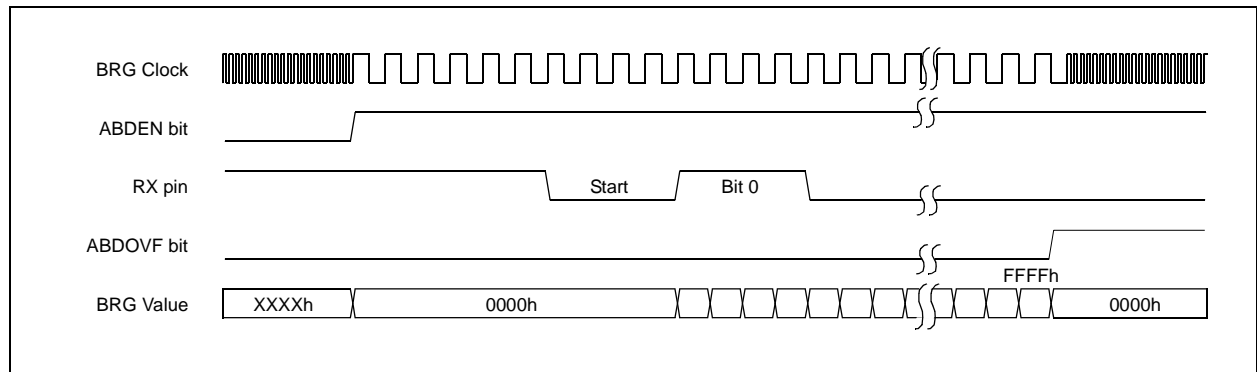 BRG Clock
ABDEN bit
RX pin
Start
Bit 0
ABDOVF bit
FFFFh
BRG Value
XXXXh
0000h
0000h